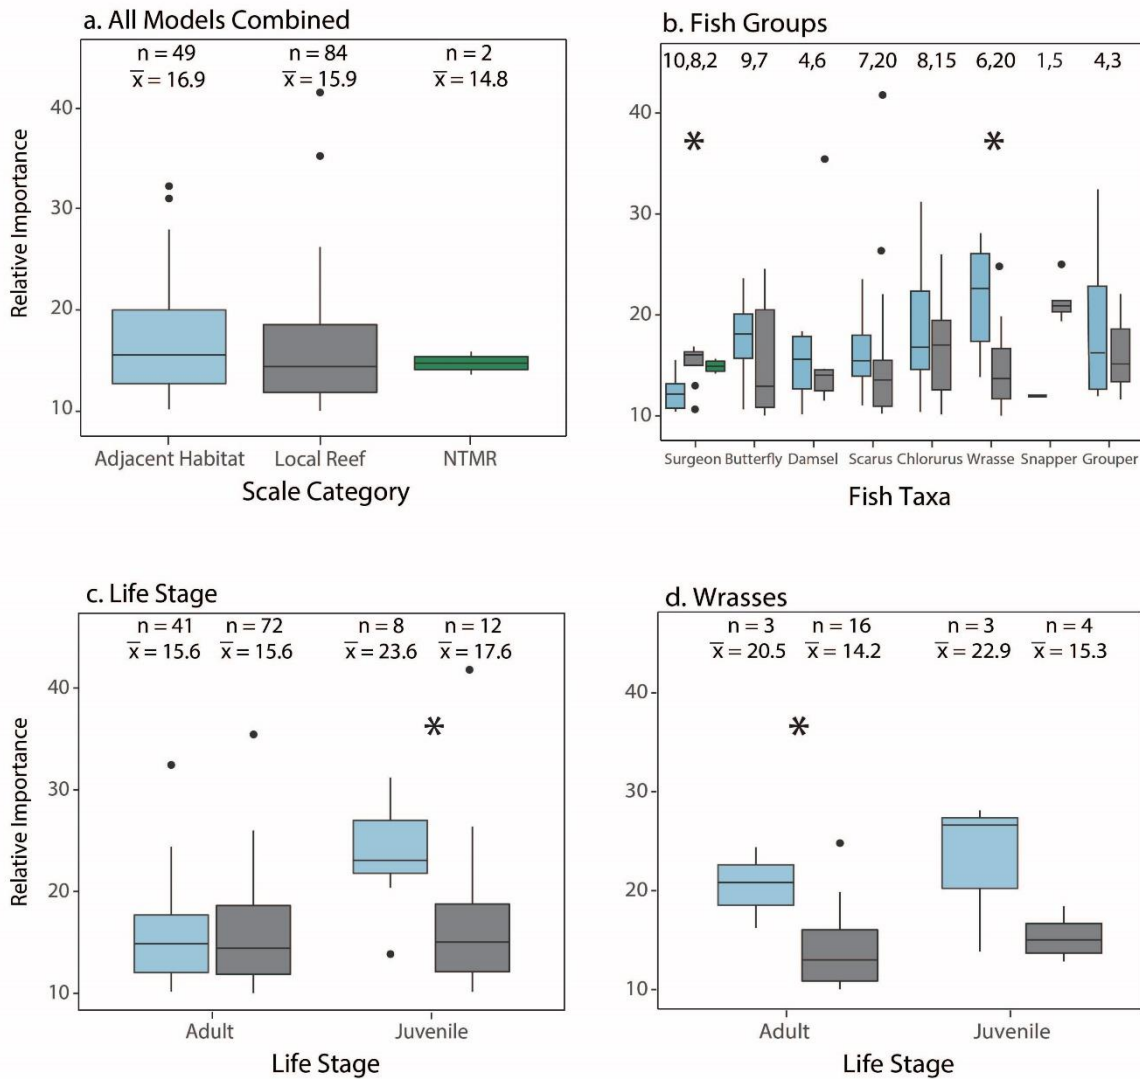 a. All Models Combined
n = 49 n = 84 n = 2
x̅ = 16.9 x̅ = 15.9 x̅ = 14.8
40
30
20
10
Relative Importance
Adjacent Habitat Local Reef NTMR
Scale Category
b. Fish Groups
10,8,2 9,7 4,6 7,20 8,15 6,20 1,5 4,3
40
* *
30
20
10
Surgeon Butterfly Damsel Scarus Chlorurus Wrasse Snapper Grouper
Fish Taxa
c. Life Stage
n = 41 n = 72 n = 8 n = 12
x̅ = 15.6 x̅ = 15.6 x̅ = 23.6 x̅ = 17.6
40
*
30
20
10
Relative Importance
Adult Juvenile
Life Stage
d. Wrasses
n = 3 n = 16 n = 3 n = 4
x̅ = 20.5 x̅ = 14.2 x̅ = 22.9 x̅ = 15.3
40
*
30
20
10
Adult Juvenile
Life Stage